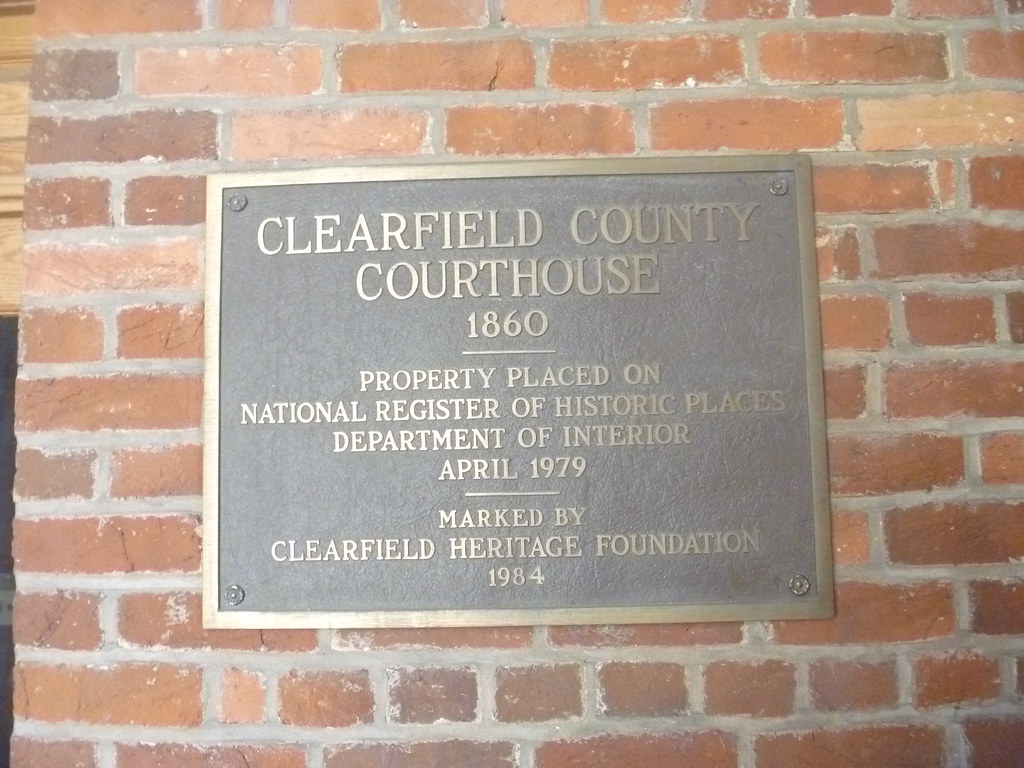 CLEARFIELD COUNTY
COURTHOUSE
1860
PROPERTY PLACED ON
NATIONAL REGISTER OF HISTORIC PLACES
DEPARTMENT OF INTERIOR
APRIL 1979
MARKED BY
CLEARFIELD HERITAGE FOUNDATION
1984